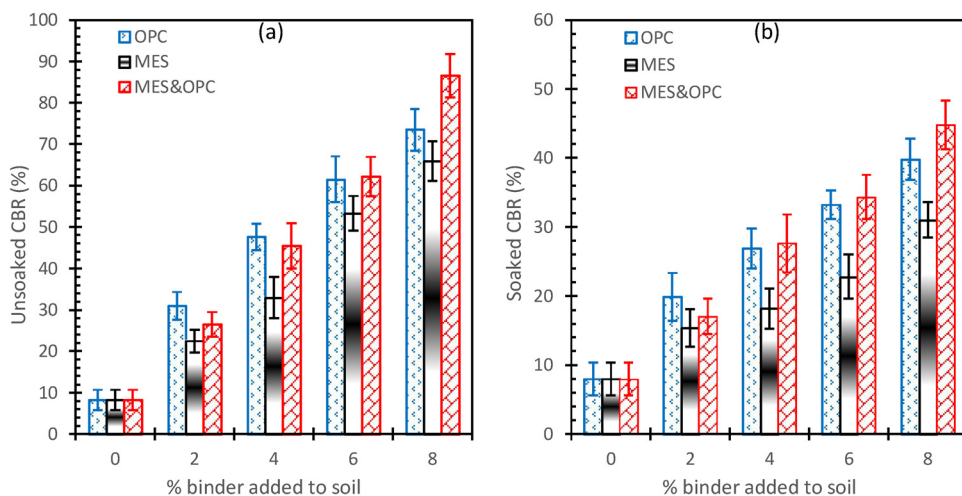 (a)
OPC
MES
MES&OPC
Unsoaked CBR (%)
100
90
80
70
60
50
40
30
20
10
0
0 2 4 6 8
% binder added to soil
(b)
OPC
MES
MES&OPC
Soaked CBR (%)
60
50
40
30
20
10
0
0 2 4 6 8
% binder added to soil